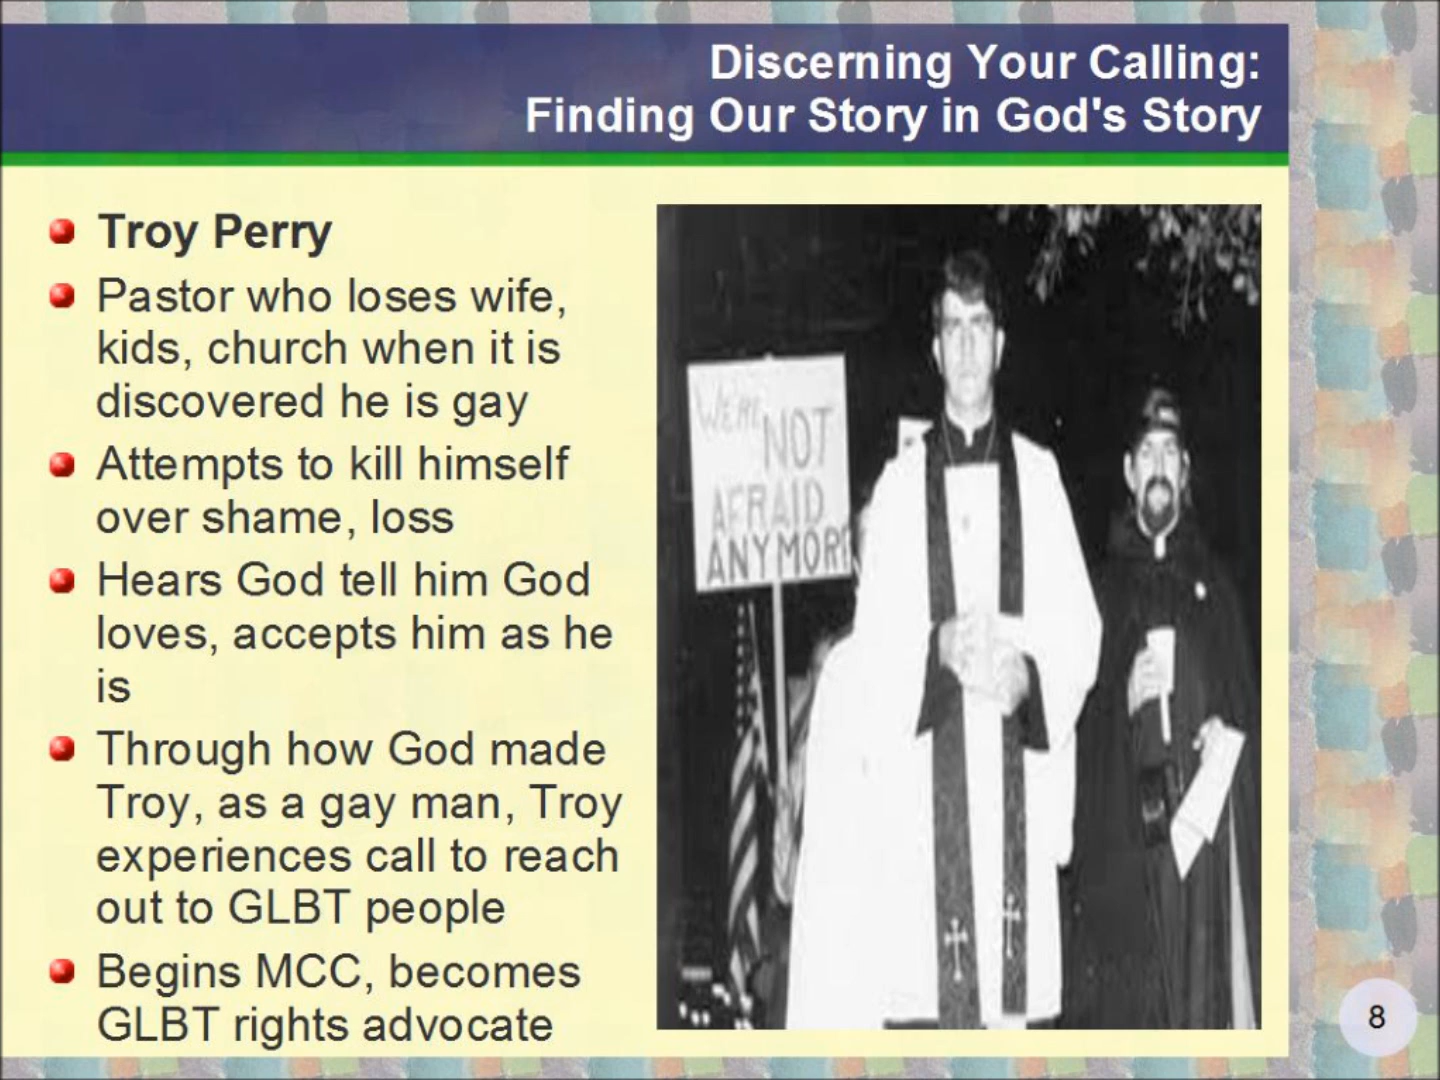 Discerning Your Calling:
Finding Our Story in God's Story
Troy Perry
Pastor who loses wife,
kids, church when it is
discovered he is gay
Attempts to kill himself
over shame, loss
Hears God tell him God
loves, accepts him as he
is
Through how God made
Troy, as a gay man, Troy
experiences call to reach
out to GLBT people
Begins MCC, becomes
GLBT rights advocate
WE'RE
NOT
AFRAID
ANYMORE
8